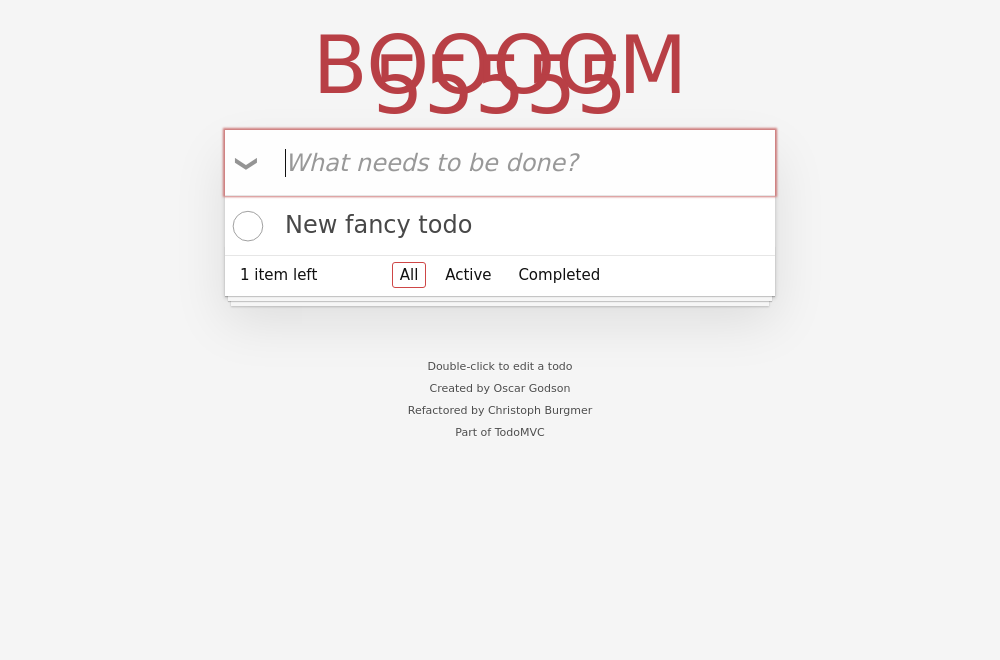 BOOOOM
55555
What needs to be done?
New fancy todo
1 item left All Active Completed
Double-click to edit a todo
Created by Oscar Godson
Refactored by Christoph Burgmer
Part of TodoMVC